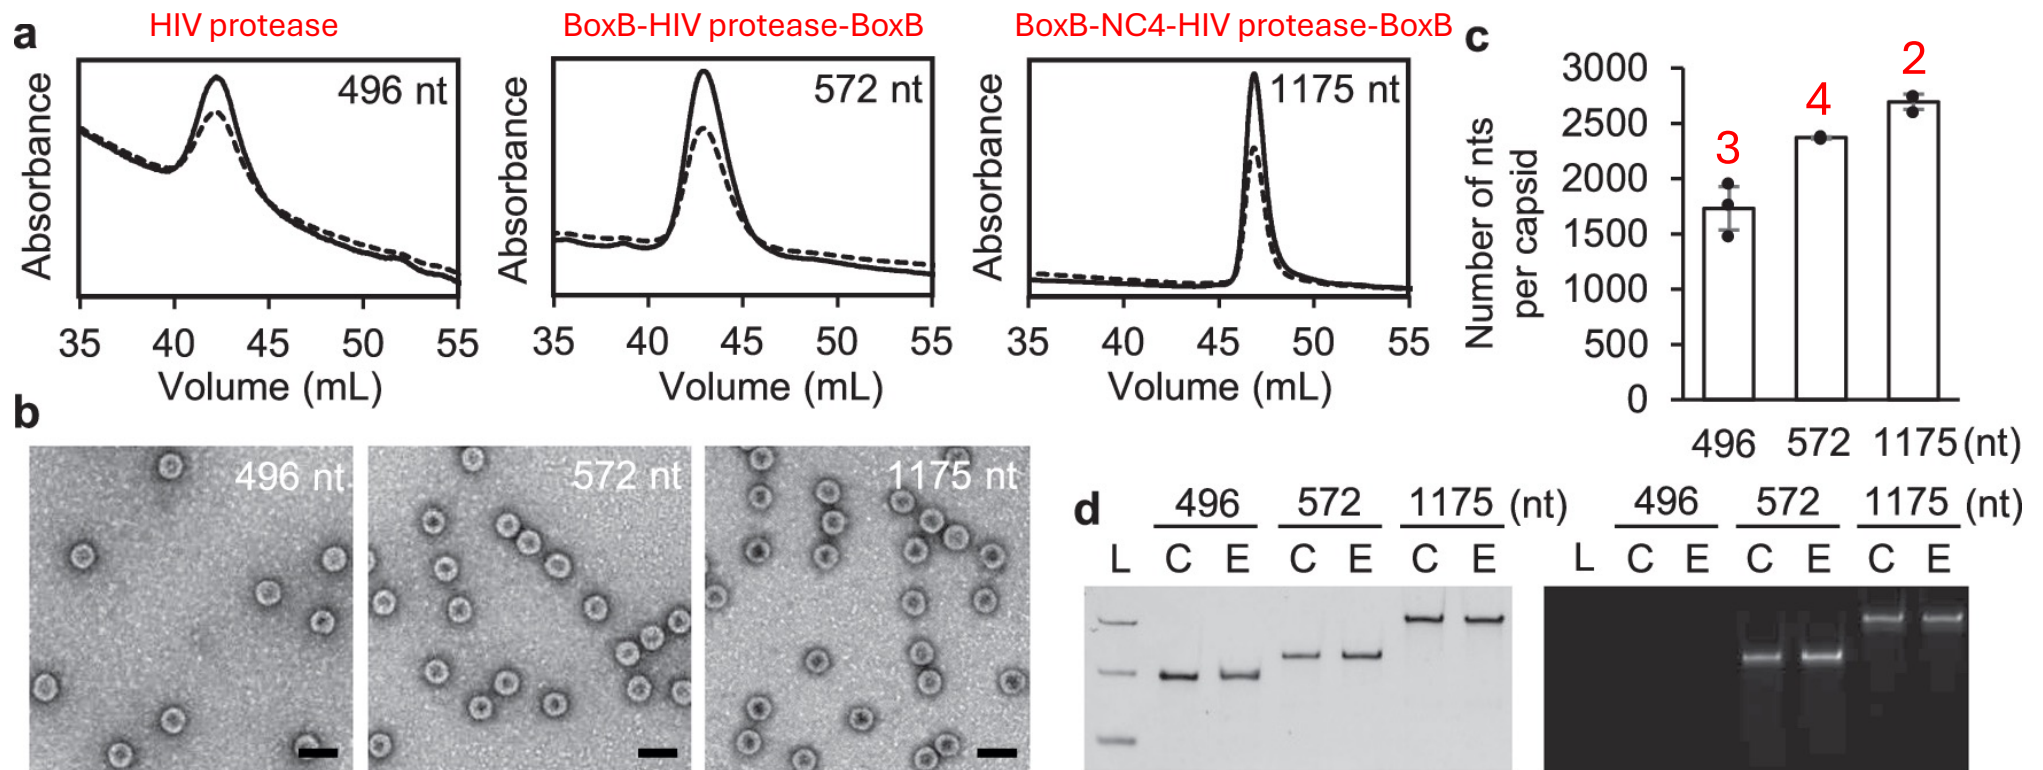 a
HIV protease
BoxB-HIV protease-BoxB
BoxB-NC4-HIV protease-BoxB
496 nt
572 nt
1175 nt
Absorbance
Absorbance
Absorbance
35 40 45 50 55
35 40 45 50 55
35 40 45 50 55
Volume (mL)
Volume (mL)
Volume (mL)
c
Number of nts
per capsid
3000
2500
2000
1500
1000
500
0
3
4
2
496 572 1175 (nt)
b
496 nt
572 nt
1175 nt
d
496 572 1175 (nt)
L C E C E C E
496 572 1175 (nt)
L C E C E C E